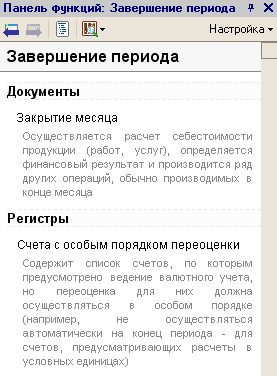 Панель функций: Завершение периода
Настройка
Завершение периода
Документы
Закрытие месяца
Осуществляется расчет себестоимости
продукции (работ, услуг), определяется
финансовый результат и производится ряд
других операций, обычно производимых в
конце месяца
Регистры
Счета с особым порядком переоценки
Содержит список счетов, по которым
предусмотрено ведение валютного учета,
но переоценка для них должна
осуществляться в особом порядке
(например, не осуществляться
автоматически на конец периода - для
счетов, предусматривающих расчеты в
условных единицах)